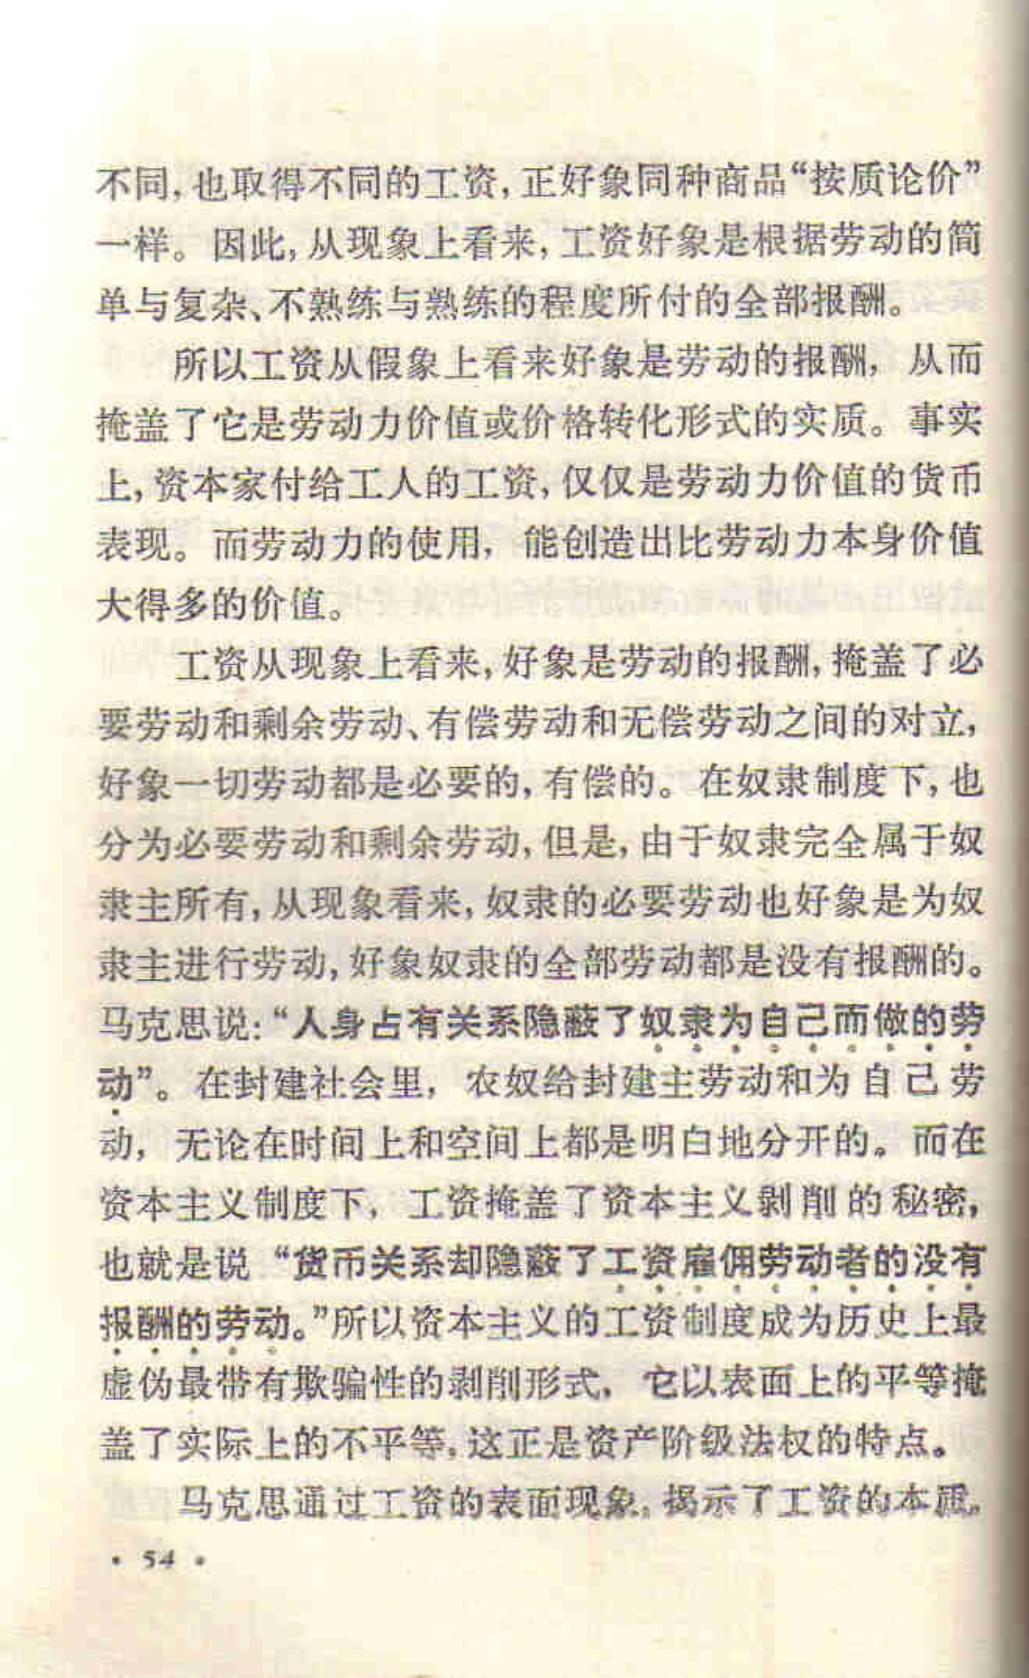 不同,也取得不同的工资,正好象同种商品“按质论价”
一样。因此,从现象上看来,工资好象是根据劳动的简
单与复杂、不熟练与熟练的程度所付的全部报酬。
所以工资从假象上看来好象是劳动的报酬，从而
掩盖了它是劳动力价值或价格转化形式的实质。事实
上,资本家付给工人的工资,仅仅是劳动力价值的货币
表现。而劳动力的使用，能创造出比劳动力本身价值
大得多的价值。
工资从现象上看来,好象是劳动的报酬,掩盖了必
要劳动和剩余劳动、有偿劳动和无偿劳动之间的对立,
好象一切劳动都是必要的,有偿的。在奴隶制度下,也
分为必要劳动和剩余劳动,但是,由于奴隶完全属于奴
隶主所有,从现象看来,奴隶的必要劳动也好象是为奴
隶主进行劳动,好象奴隶的全部劳动都是没有报酬的。
马克思说:“人身占有关系隐蔽了奴隶为自己而做的劳
动”。在封建社会里，农奴给封建主劳动和为自己劳
动，无论在时间上和空间上都是明白地分开的。而在
资本主义制度下，工资掩盖了资本主义剥削的秘密,
也就是说“货币关系却隐蔽了工资雇佣劳动者的没有
报酬的劳动。”所以资本主义的工资制度成为历史上最
虚伪最带有欺骗性的剥削形式，它以表面上的平等掩
盖了实际上的不平等,这正是资产阶级法权的特点。
马克思通过工资的表面现象,揭示了工资的本质。
· 54 ·